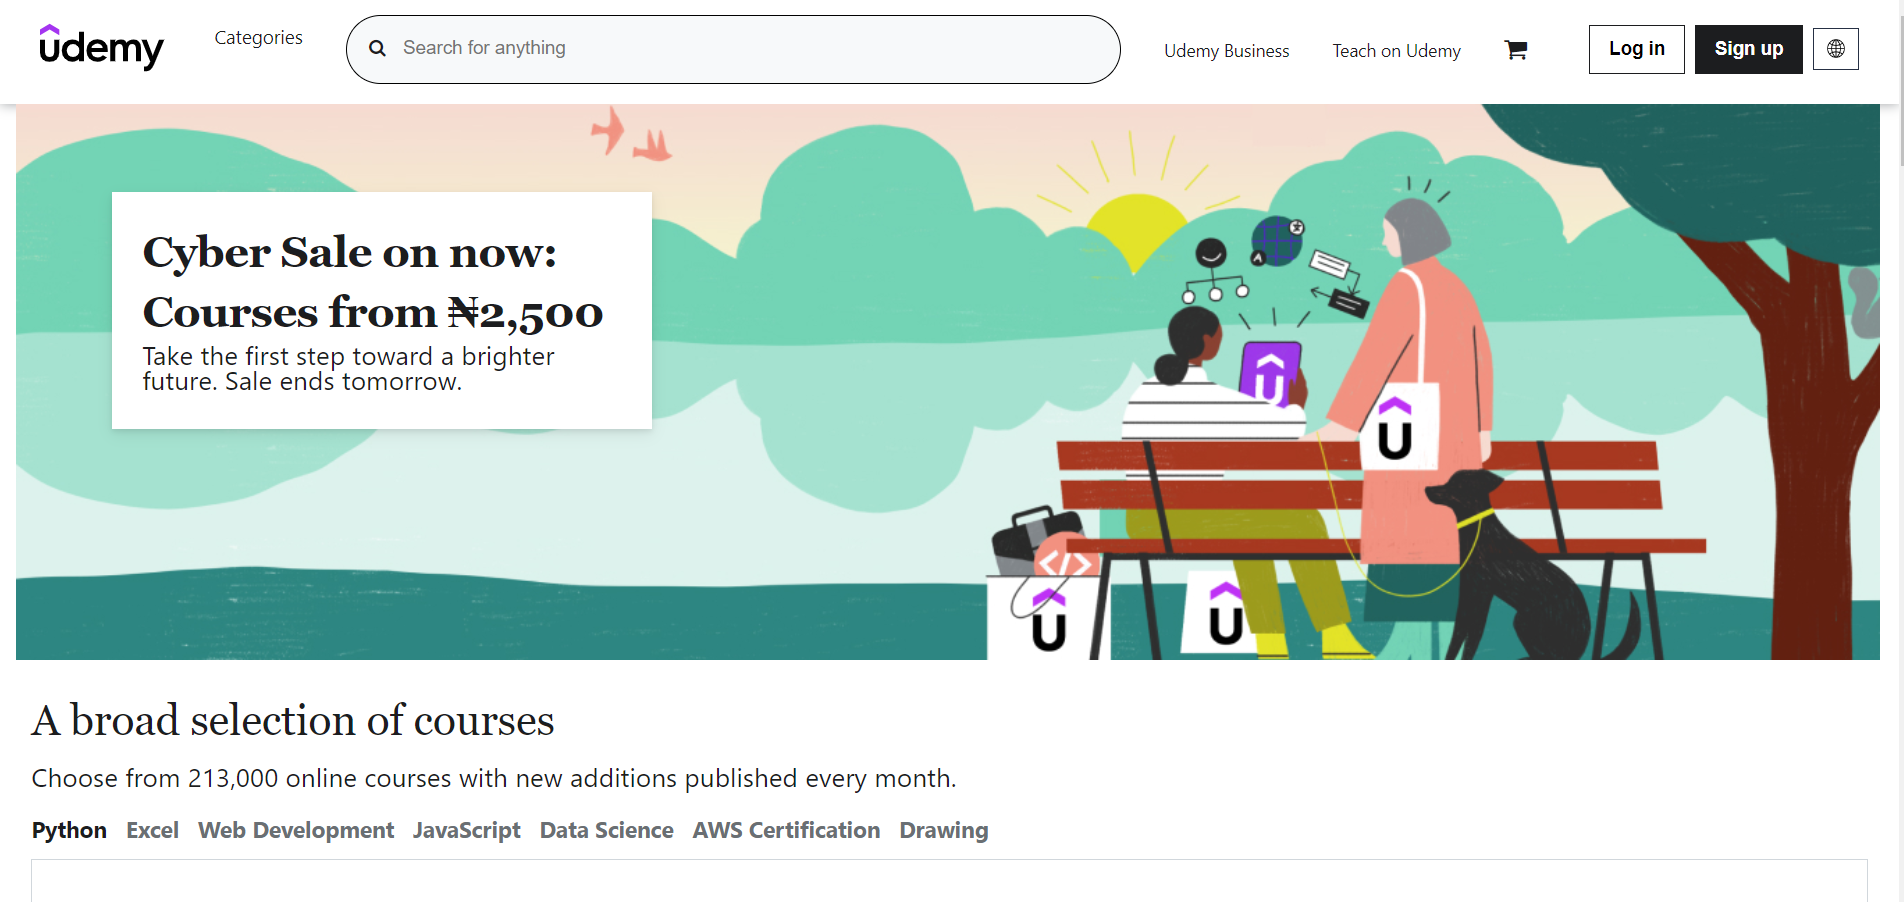 udemy
Categories
Search for anything
Udemy Business
Teach on Udemy
Log in
Sign up
Cyber Sale on now:
Courses from ₦2,500
Take the first step toward a brighter
future. Sale ends tomorrow.
A
U
U
</>
U
U
A broad selection of courses
Choose from 213,000 online courses with new additions published every month.
Python Excel Web Development JavaScript Data Science AWS Certification Drawing